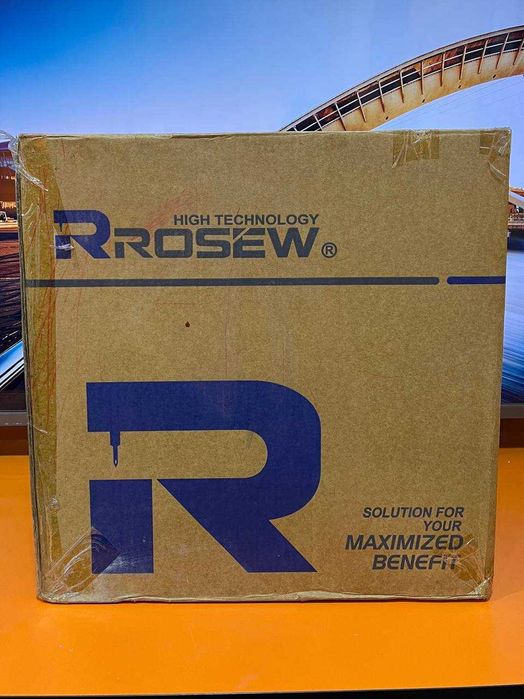 HIGH TECHNOLOGY
RROSEW®
R
SOLUTION FOR
YOUR
MAXIMIZED
BENEFIT